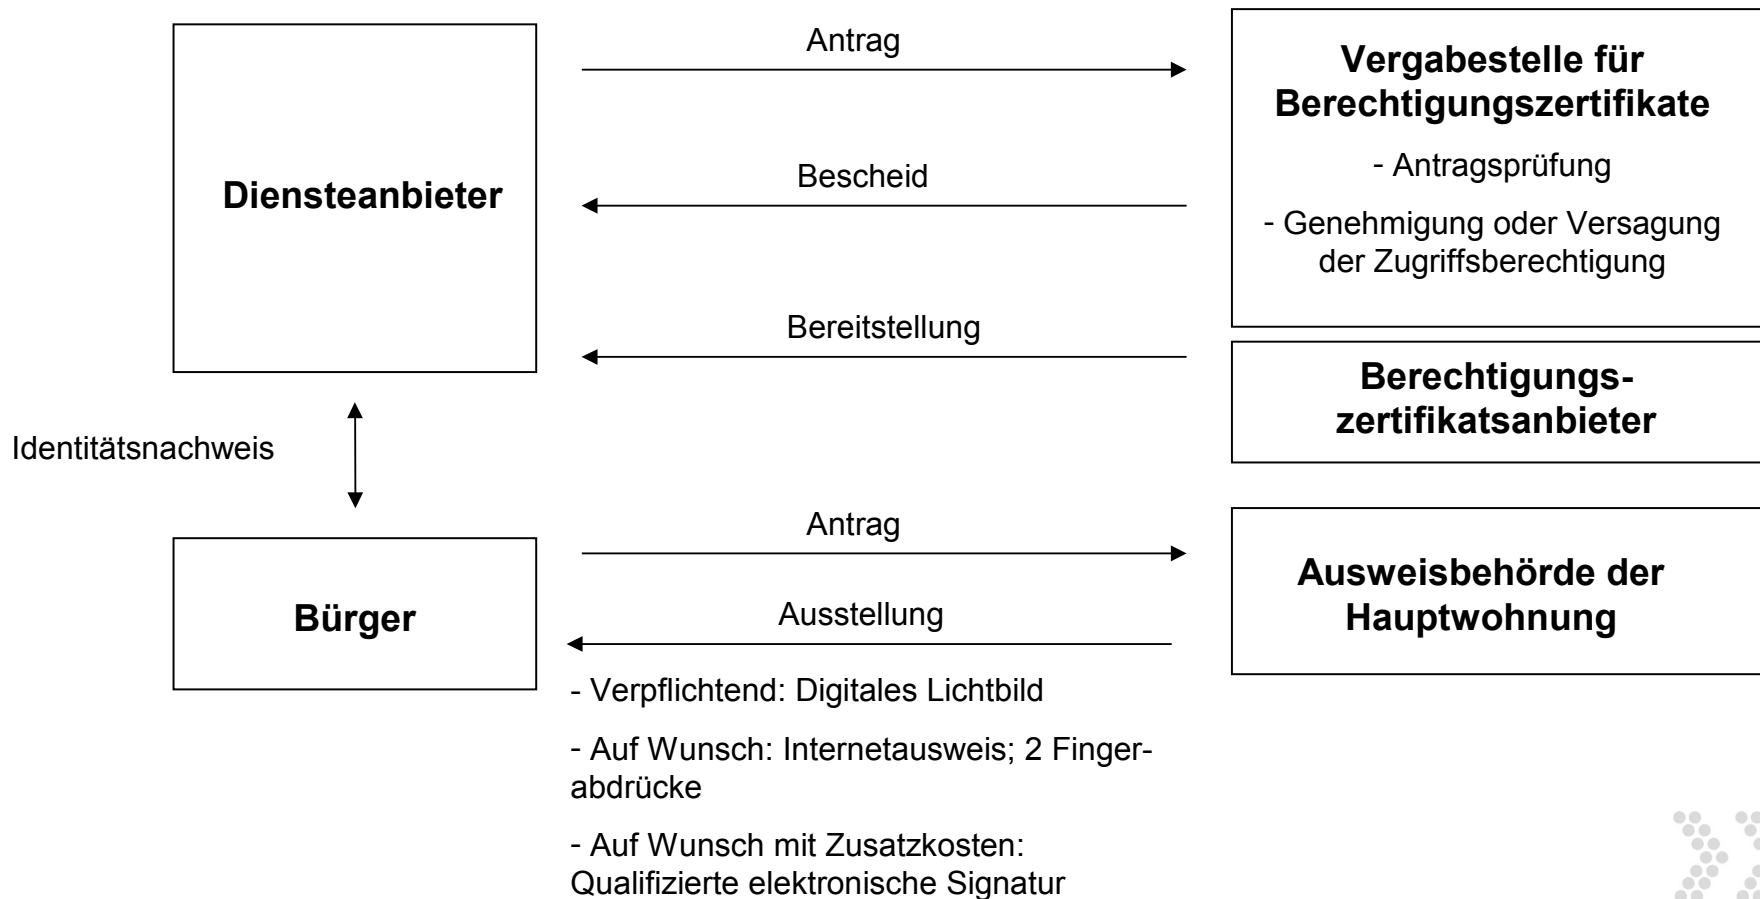 Antrag
Vergabestelle für
Berechtigungszertifikate
- Antragsprüfung
- Genehmigung oder Versagung
der Zugriffsberechtigung
Diensteanbieter
Bescheid
Bereitstellung
Berechtigungs-
zertifikatsanbieter
Identitätsnachweis
Antrag
Ausweisbehörde der
Hauptwohnung
Bürger
Ausstellung
- Verpflichtend: Digitales Lichtbild
- Auf Wunsch: Internetausweis; 2 Finger-
abdrücke
- Auf Wunsch mit Zusatzkosten:
Qualifizierte elektronische Signatur